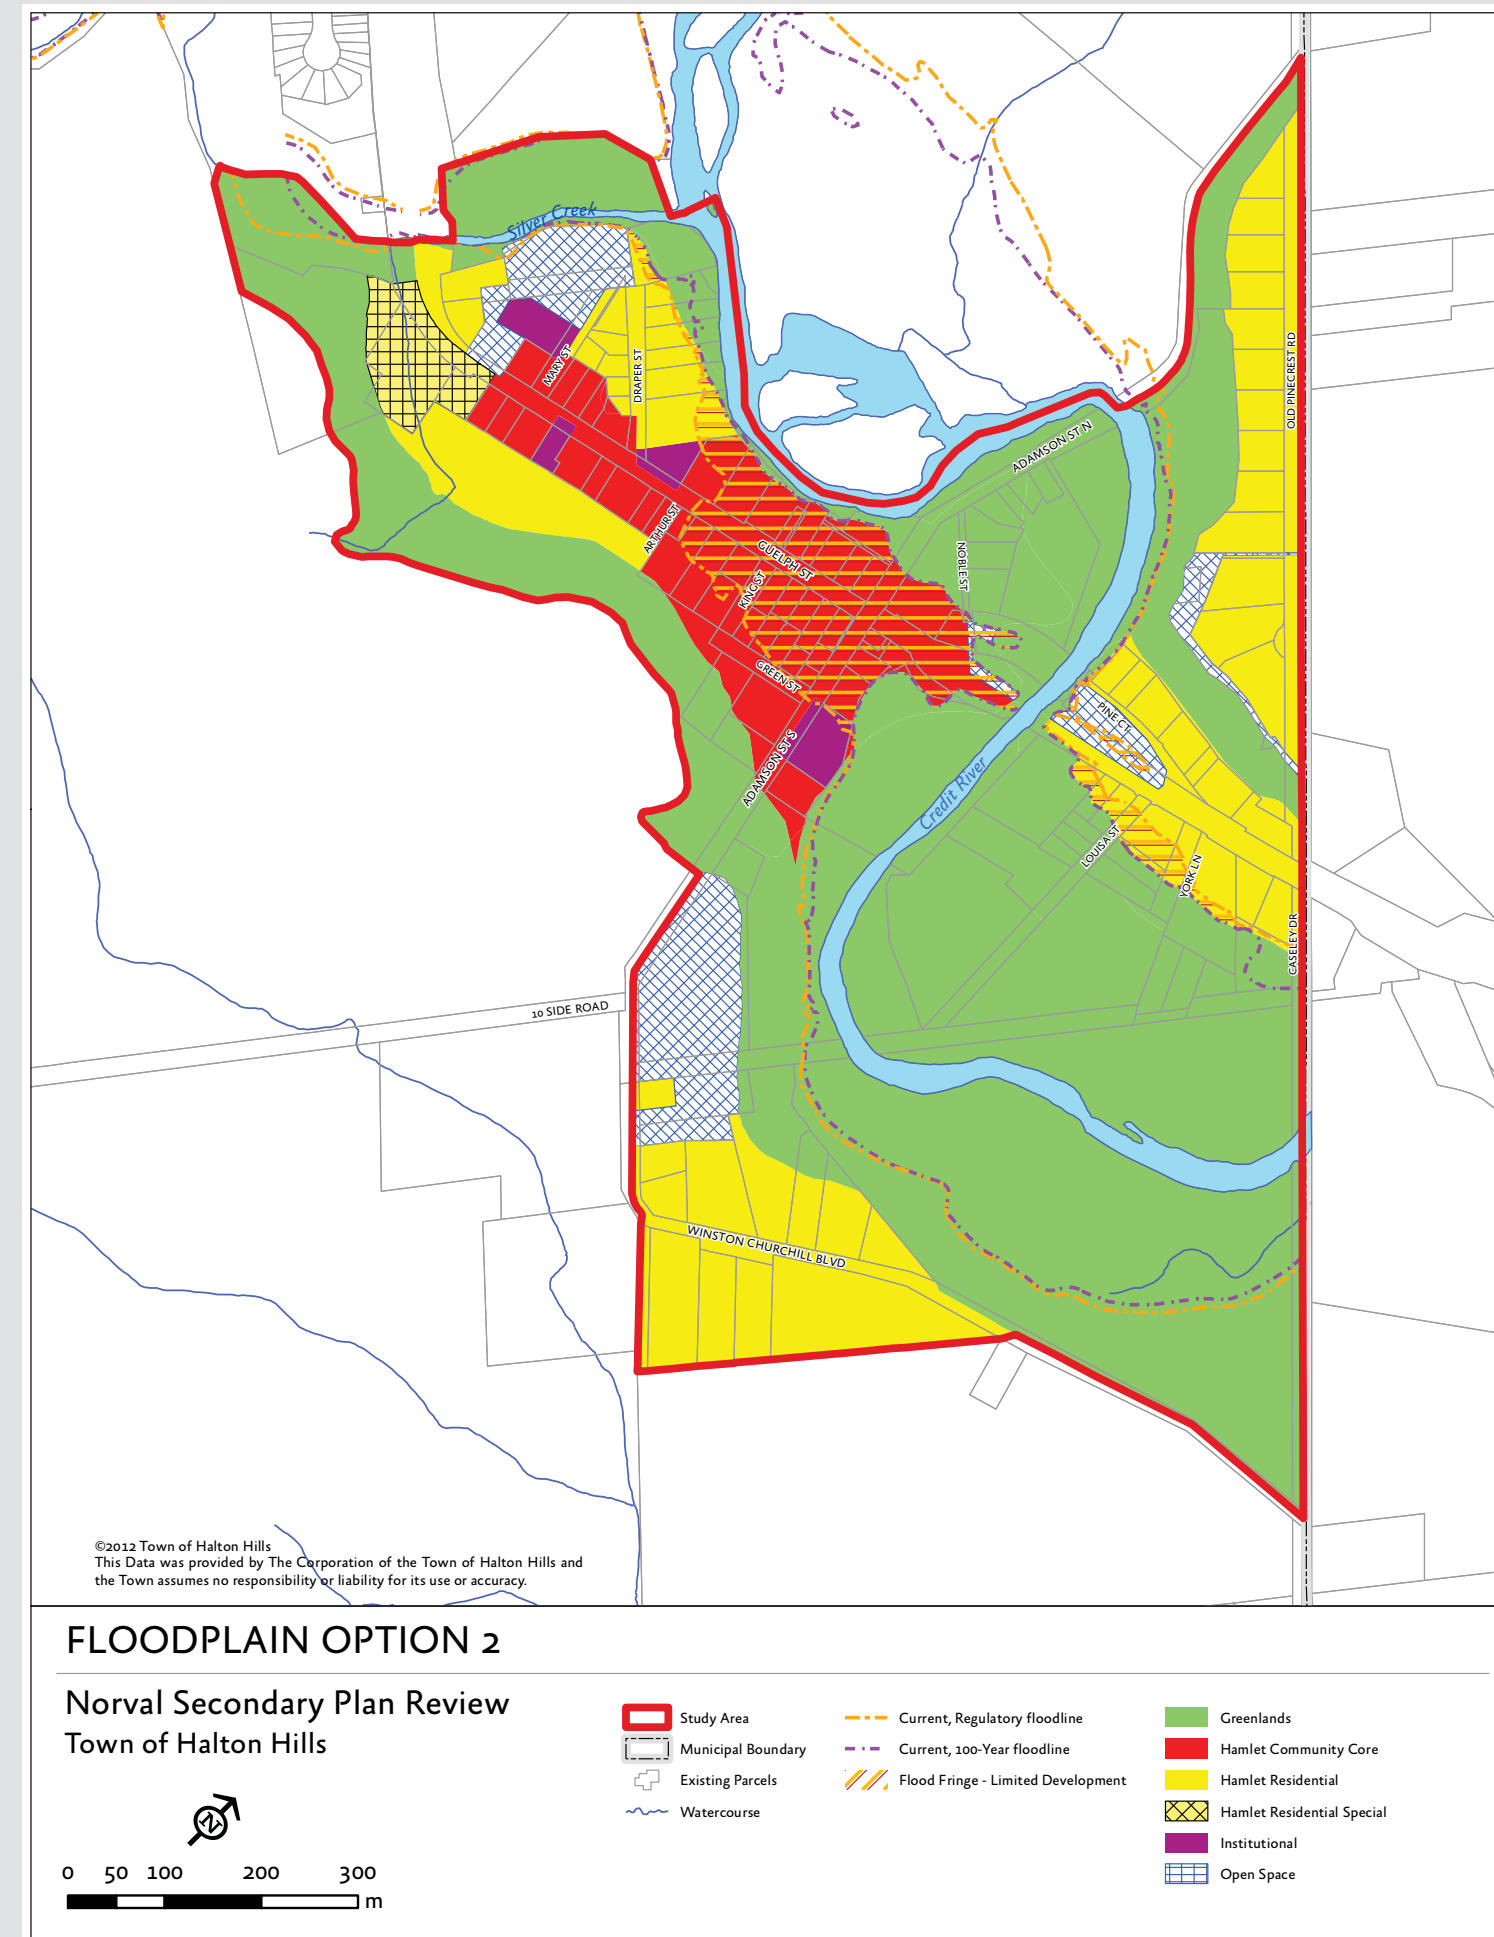 Silver Creek
MARY ST
DRAPER ST
OLD PINECREST RD
ADAMSON ST N
ARTHUR ST
GUELPH ST
NOBLE ST
KING ST
GREEN ST
PINE CT
ADAMSON ST S
Credit River
LOUISA ST
YORK LN
CASELEY DR
10 SIDE ROAD
WINSTON CHURCHILL BLVD
©2012 Town of Halton Hills
This Data was provided by The Corporation of the Town of Halton Hills and
the Town assumes no responsibility or liability for its use or accuracy.
FLOODPLAIN OPTION 2
Norval Secondary Plan Review
Town of Halton Hills
N
0 50 100 200 300
m
Study Area
Municipal Boundary
Existing Parcels
Watercourse
Current, Regulatory floodline
Current, 100-Year floodline
Flood Fringe - Limited Development
Greenlands
Hamlet Community Core
Hamlet Residential
Hamlet Residential Special
Institutional
Open Space